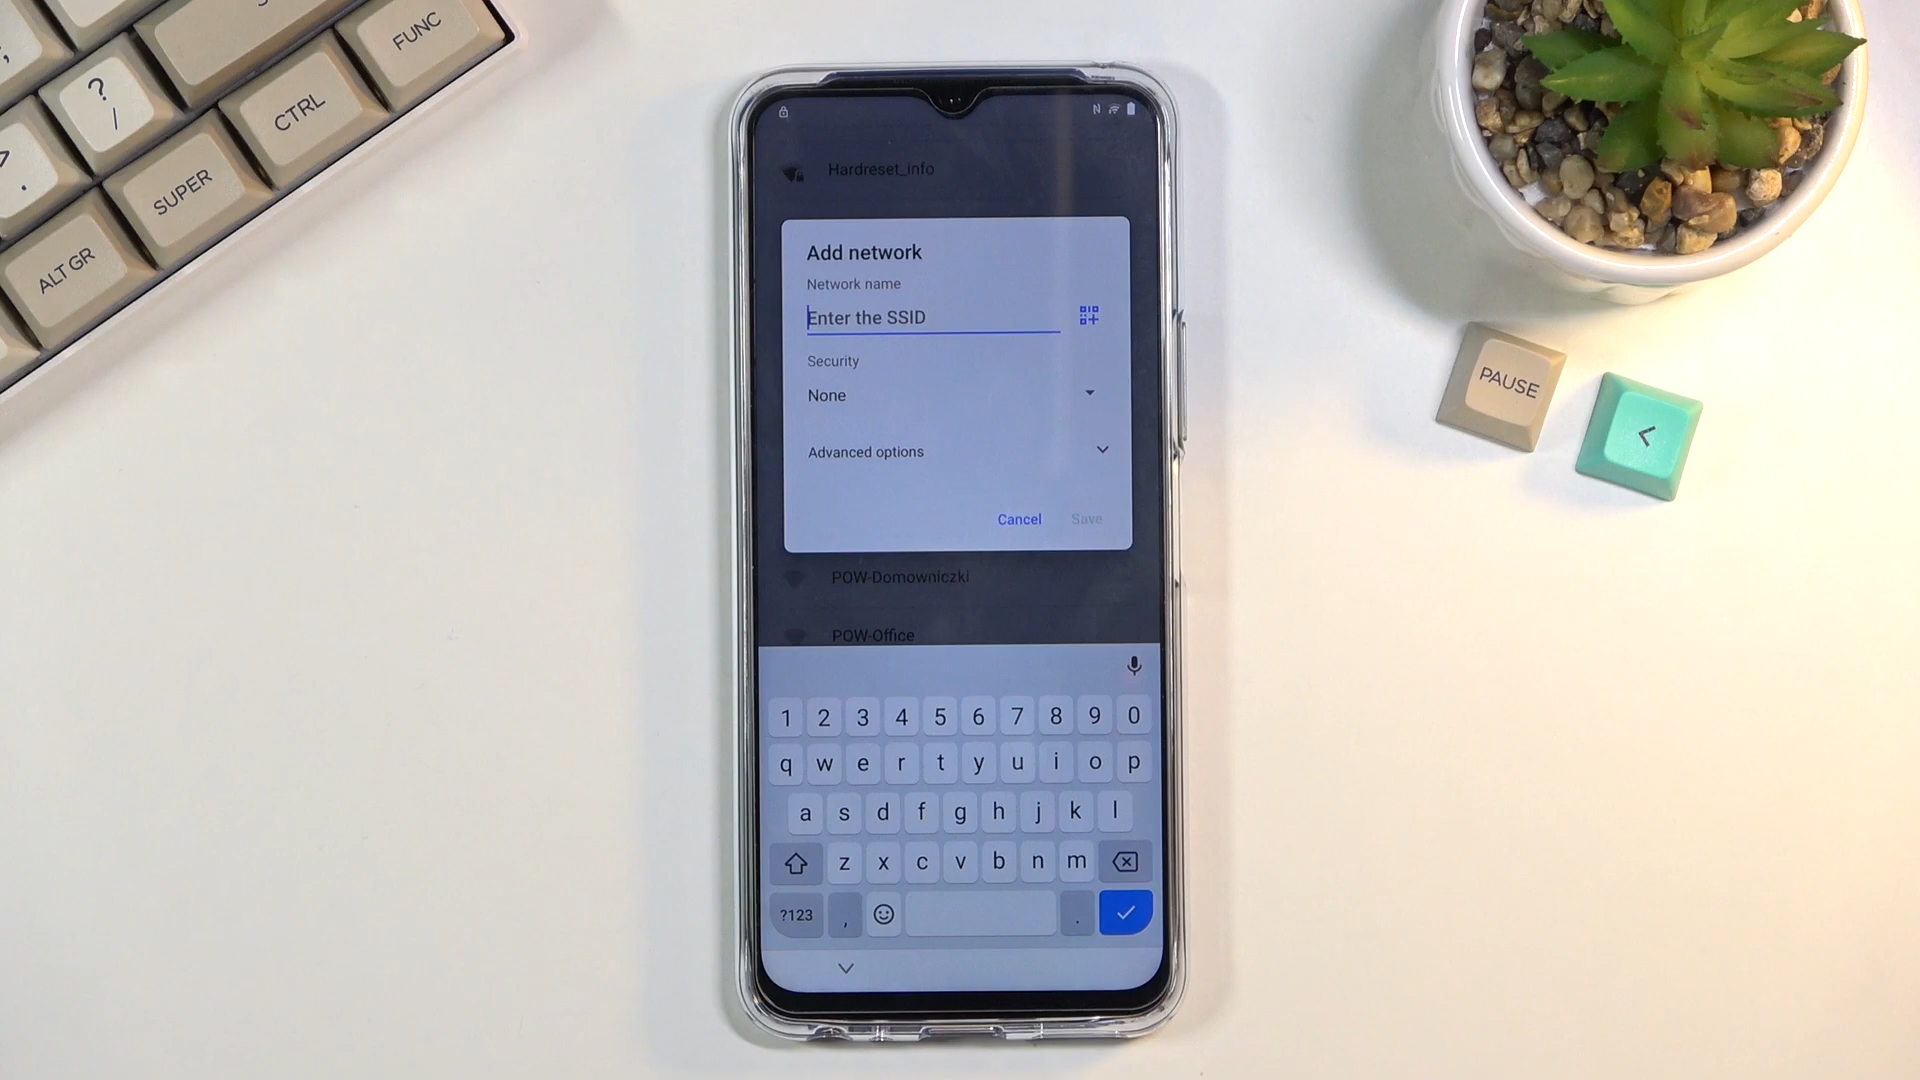 FUNC
?
/
CTRL
>
.
SUPER
ALT GR
Hardreset_info
Add network
Network name
Enter the SSID
Security
None
Advanced options
Cancel Save
POW-Domowniczki
POW-Office
1 2 3 4 5 6 7 8 9 0
q w e r t y u i o p
a s d f g h j k l
z x c v b n m
?123 , .
PAUSE
<